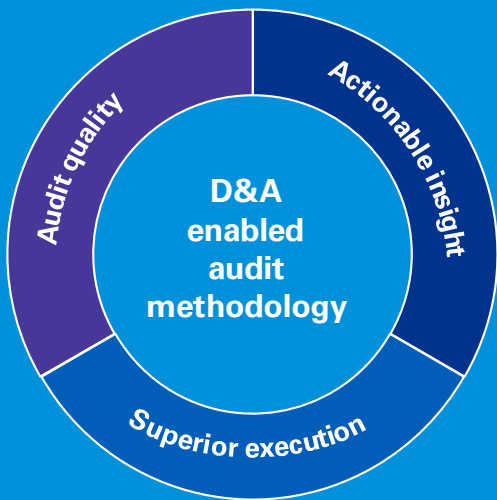 Audit quality
Actionable insight
D&A
enabled
audit
methodology
Superior execution